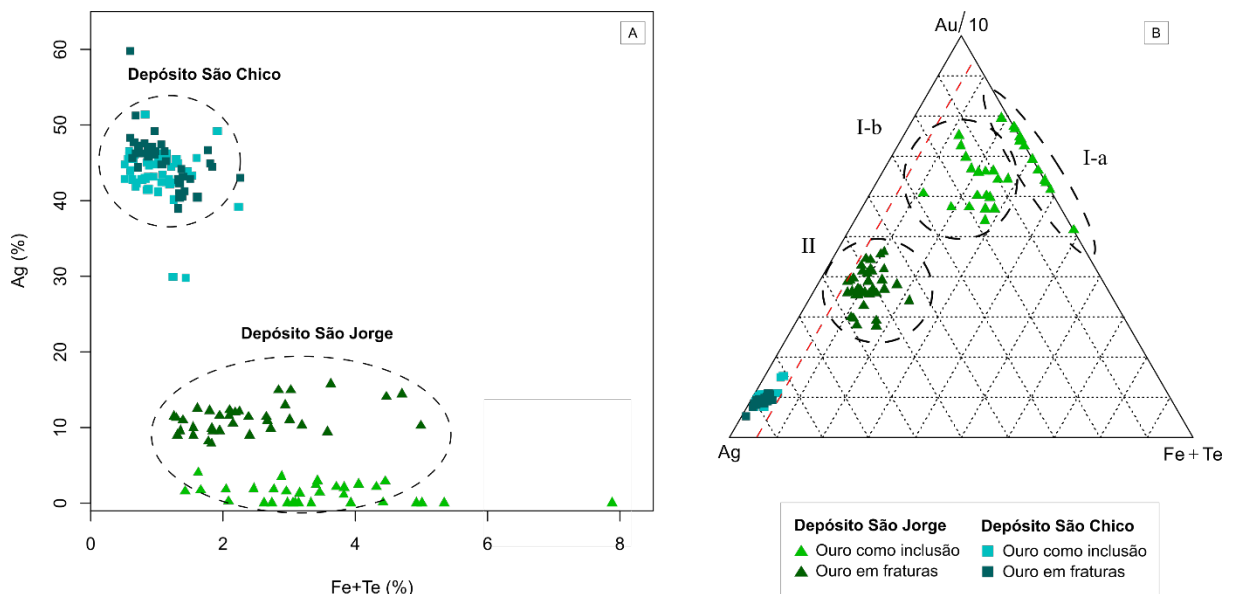 A
60
50
40
30
20
10
0
Ag (%)
Depósito São Chico
Depósito São Jorge
0 2 4 6 8
Fe+Te (%)
B
Au/10
I-b
I-a
II
Ag
Fe+Te
Depósito São Jorge
Ouro como inclusão
Ouro em fraturas
Depósito São Chico
Ouro como inclusão
Ouro em fraturas